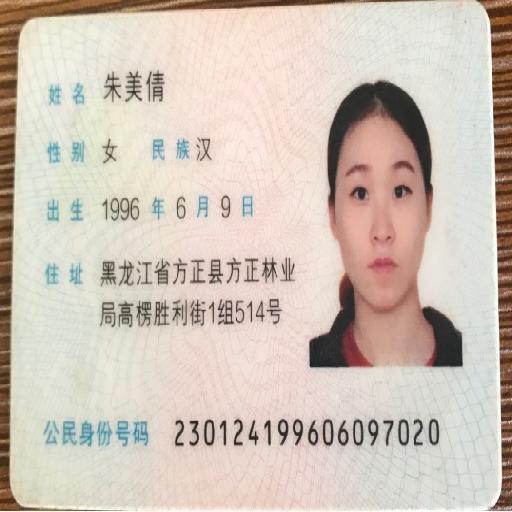 姓名 朱美倩
性别 女 民族 汉
出生 1996 年 6 月 9 日
住址 黑龙江省方正县方正林业
局高楞胜利街1组514号
公民身份号码 230124199606097020